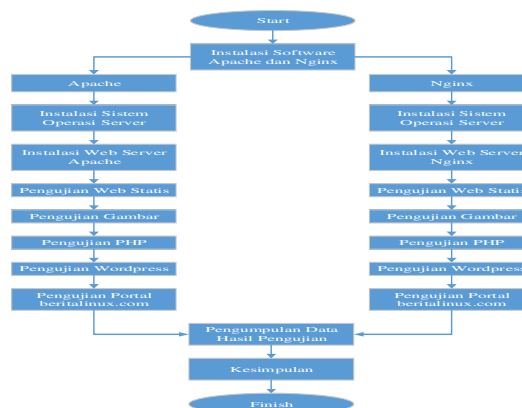 Start
Instalasi Software
Apache dan Nginx
Apache
Instalasi Sistem
Operasi Server
Instalasi Web Server
Apache
Pengujian Web Statis
Pengujian Gambar
Pengujian PHP
Pengujian Wordpress
Pengujian Portal
beritalinux.com
Nginx
Instalasi Sistem
Operasi Server
Instalasi Web Server
Nginx
Pengujian Web Statis
Pengujian Gambar
Pengujian PHP
Pengujian Wordpress
Pengujian Portal
beritalinux.com
Pengumpulan Data
Hasil Pengujian
Kesimpulan
Finish